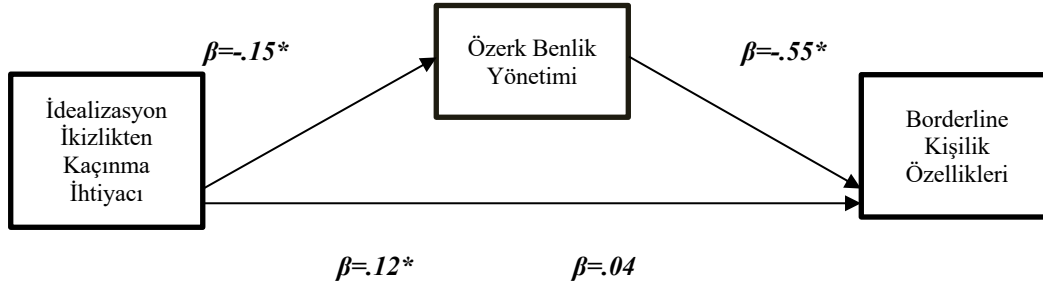 β=-.15*
Özerk Benlik
Yönetimi
β=-.55*
İdealizasyon
İkizlikten
Kaçınma
İhtiyacı
Borderline
Kişilik
Özellikleri
β=.12*
β=.04